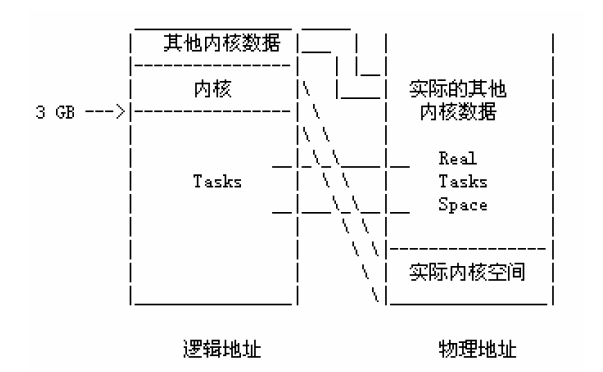 其他内核数据
内核
实际的其他
内核数据
3 GB --->
Tasks
Real
Tasks
Space
实际内核空间
逻辑地址
物理地址